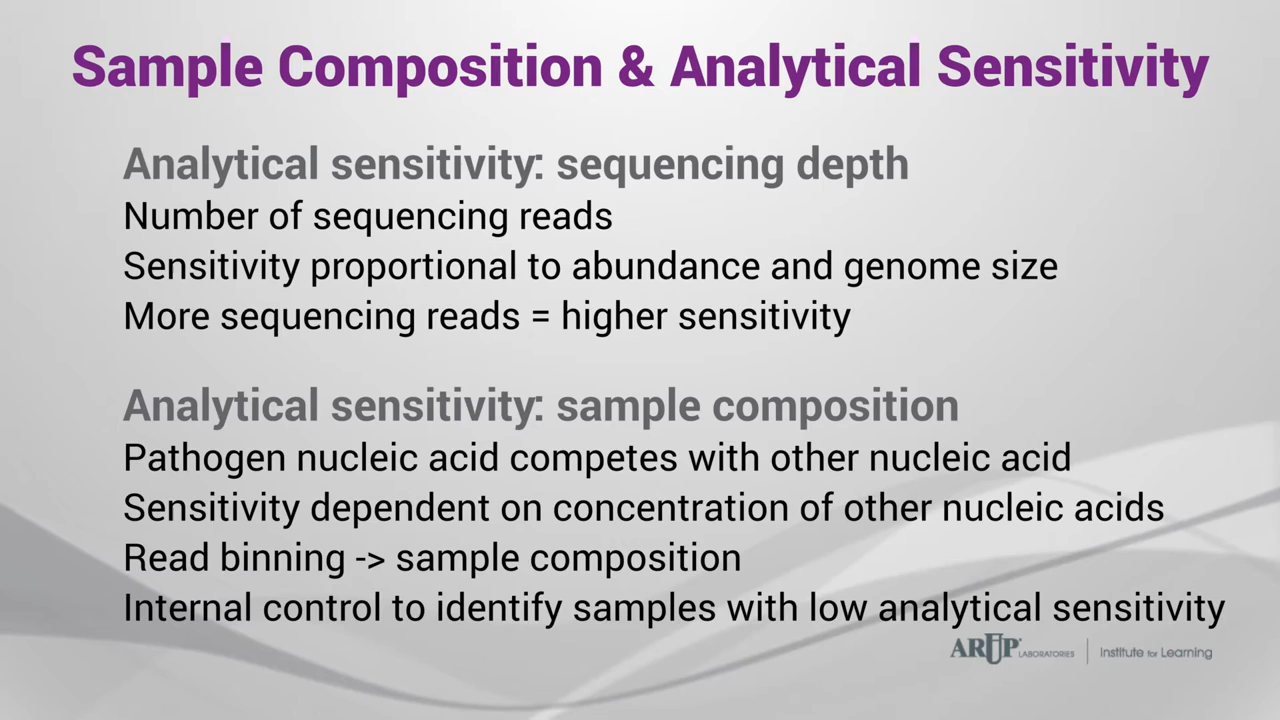 Sample Composition & Analytical Sensitivity
Analytical sensitivity: sequencing depth
Number of sequencing reads
Sensitivity proportional to abundance and genome size
More sequencing reads = higher sensitivity
Analytical sensitivity: sample composition
Pathogen nucleic acid competes with other nucleic acid
Sensitivity dependent on concentration of other nucleic acids
Read binning -> sample composition
Internal control to identify samples with low analytical sensitivity
ARUP® LABORATORIES | Institute for Learning